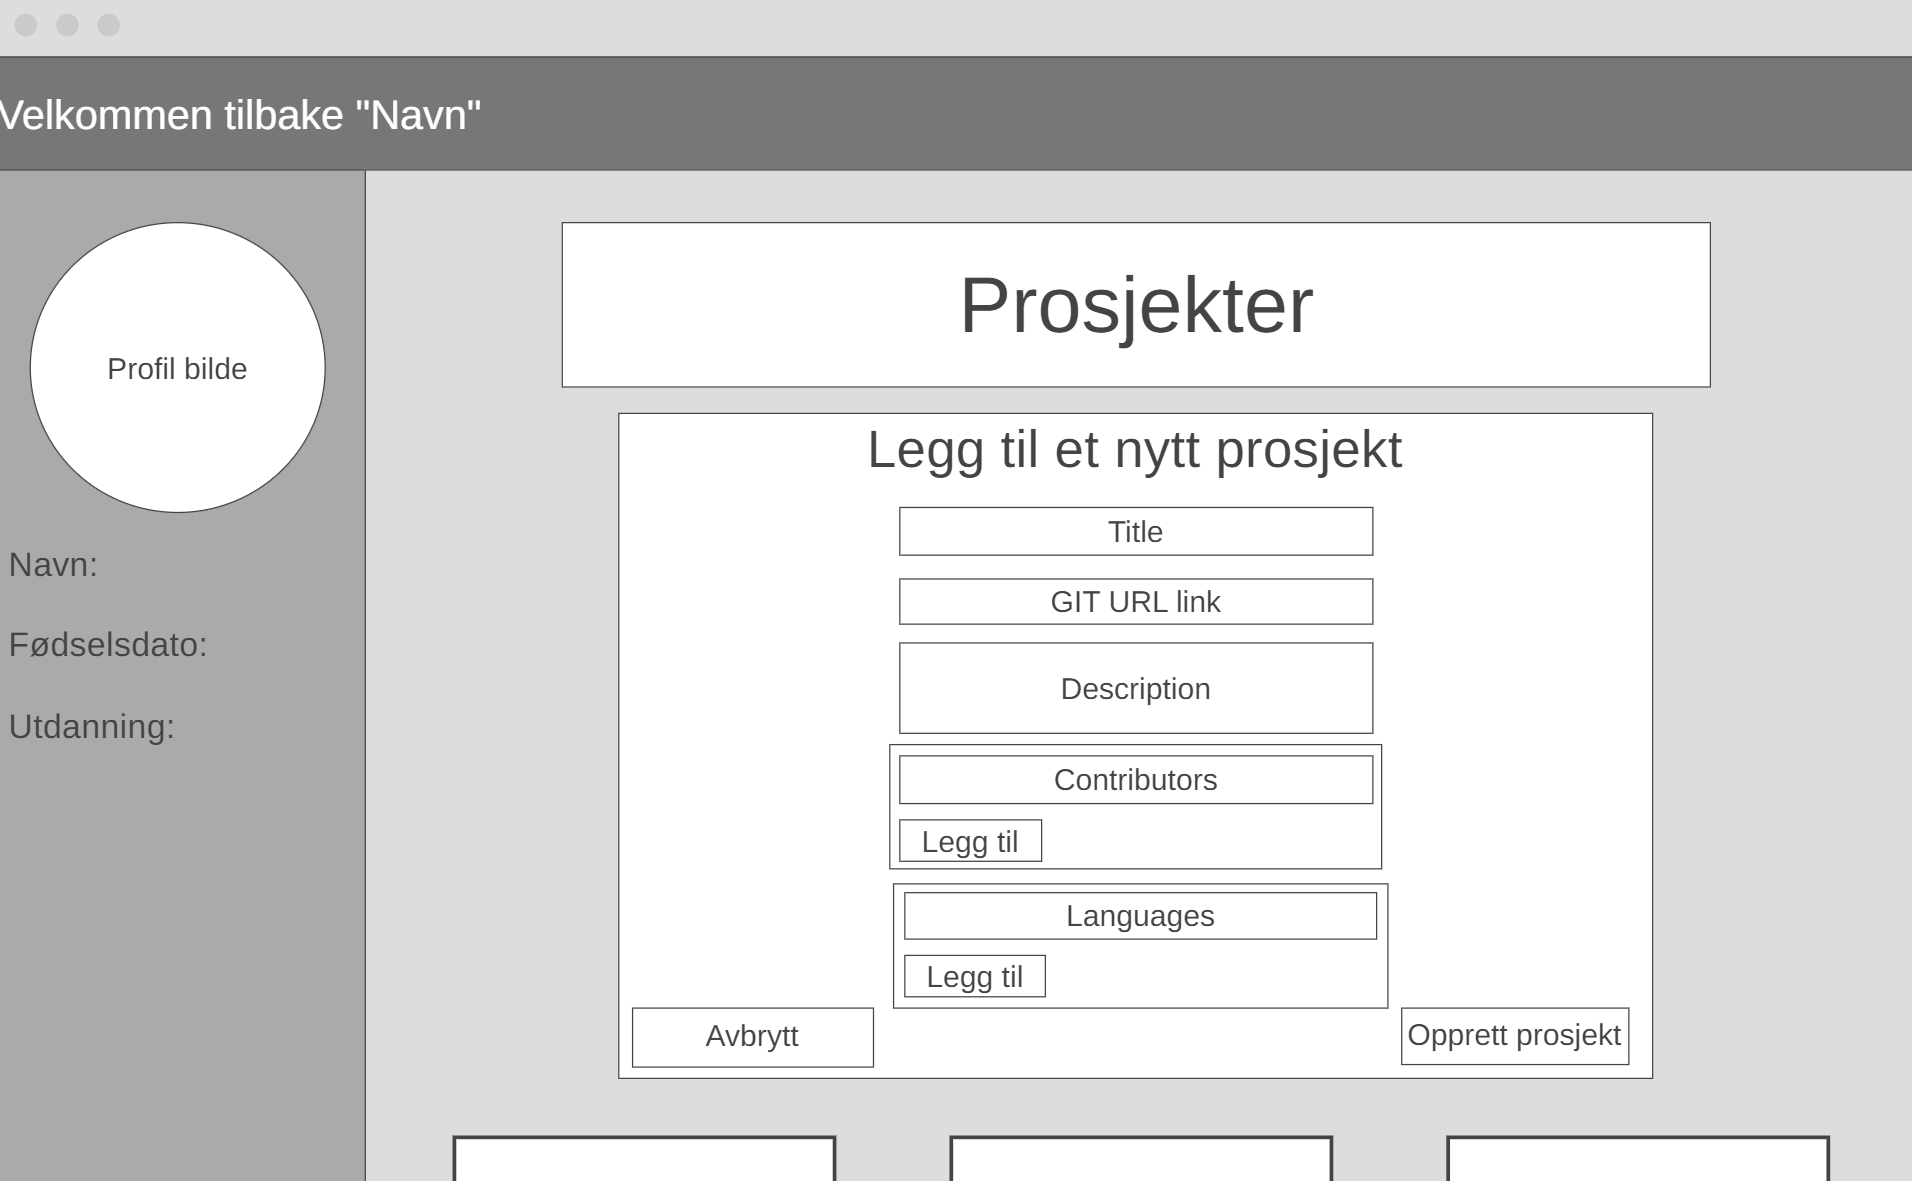 Velkommen tilbake "Navn"
Profil bilde
Navn:
Fødselsdato:
Utdanning:
Prosjekter
Legg til et nytt prosjekt
Title
GIT URL link
Description
Contributors
Legg til
Languages
Legg til
Avbrytt
Opprett prosjekt